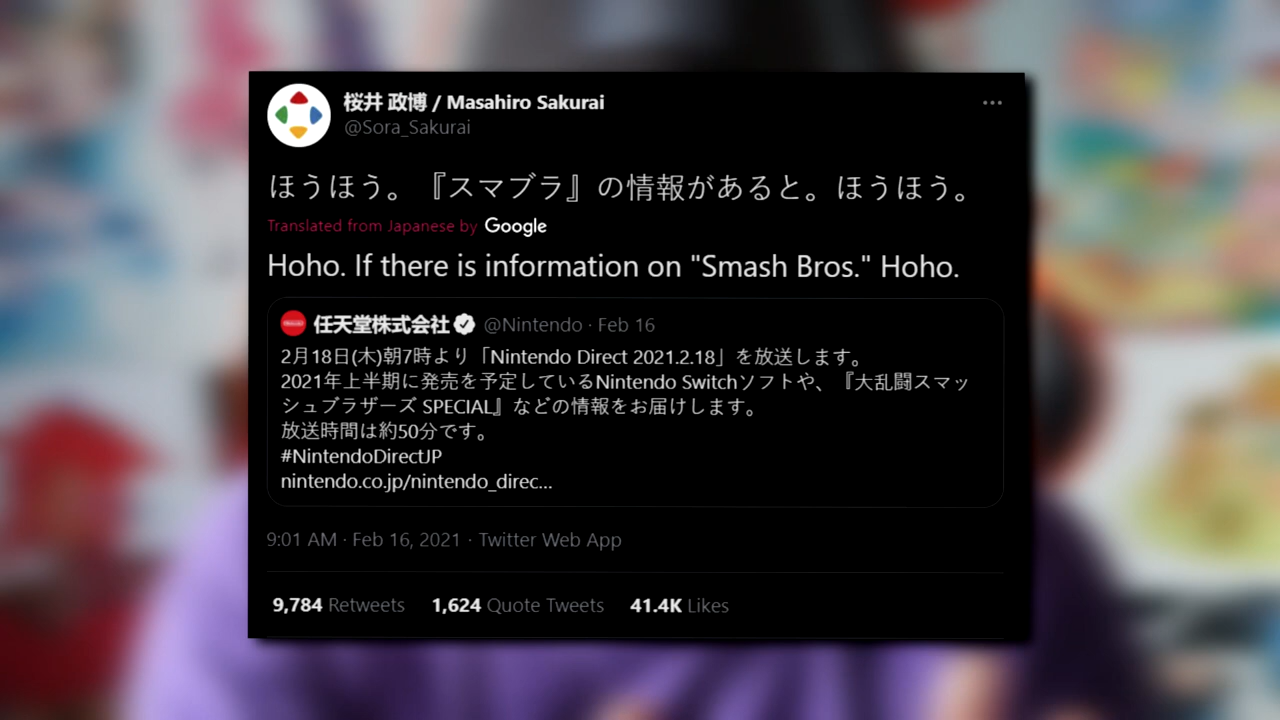 桜井 政博 / Masahiro Sakurai
@Sora_Sakurai
ほうほう。『スマブラ』の情報があると。ほうほう。
Translated from Japanese by Google
Hoho. If there is information on "Smash Bros." Hoho.
任天堂株式会社 @Nintendo · Feb 16
2月18日(木)朝7時より「Nintendo Direct 2021.2.18」を放送します。
2021年上半期に発売を予定しているNintendo Switchソフトや、『大乱闘スマッ
シュブラザーズ SPECIAL』などの情報をお届けします。
放送時間は約50分です。
#NintendoDirectJP
nintendo.co.jp/nintendo_direc...
9:01 AM · Feb 16, 2021 · Twitter Web App
9,784 Retweets 1,624 Quote Tweets 41.4K Likes